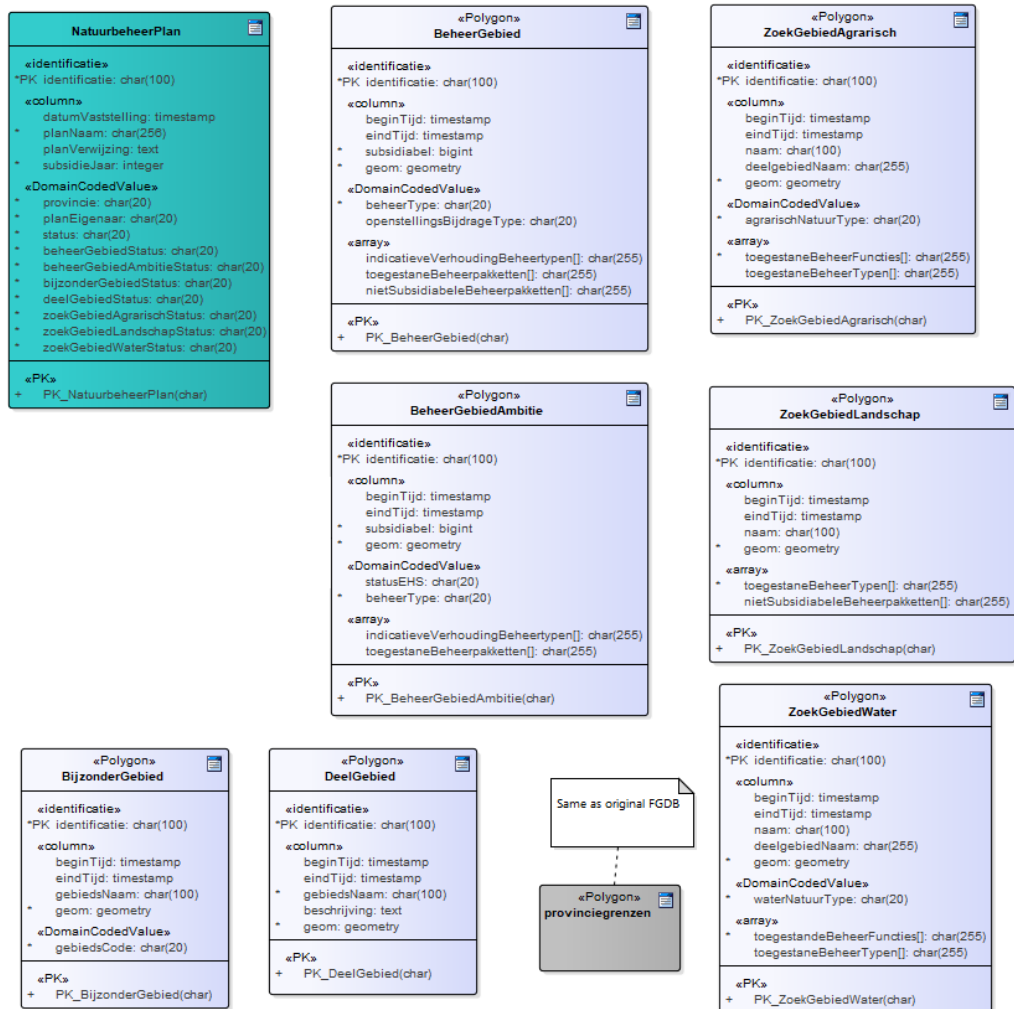 NatuurbeheerPlan
«identificatie»
*PK identificatie: char(100)
«column»
datumVaststelling: timestamp
* planNaam: char(256)
planVerwijzing: text
* subsidieJaar: integer
«DomainCodedValue»
* provincie: char(20)
* planEigenaar: char(20)
* status: char(20)
* beheerGebiedStatus: char(20)
* beheerGebiedAmbitieStatus: char(20)
* bijzonderGebiedStatus: char(20)
* deelGebiedStatus: char(20)
* zoekGebiedAgrarischStatus: char(20)
* zoekGebiedLandschapStatus: char(20)
* zoekGebiedWaterStatus: char(20)
«PK»
+ PK_NatuurbeheerPlan(char)
«Polygon»
BeheerGebied
«identificatie»
*PK identificatie: char(100)
«column»
beginTijd: timestamp
eindTijd: timestamp
* subsidiabel: bigint
* geom: geometry
«DomainCodedValue»
* beheerType: char(20)
openstellingsBijdrageType: char(20)
«array»
indicatieveVerhoudingBeheertypen[]: char(255)
toegestaneBeheerpakketten[]: char(255)
nietSubsidiabeleBeheerpakketten[]: char(255)
«PK»
+ PK_BeheerGebied(char)
«Polygon»
ZoekGebiedAgrarisch
«identificatie»
*PK identificatie: char(100)
«column»
beginTijd: timestamp
eindTijd: timestamp
naam: char(100)
deelgebiedNaam: char(255)
* geom: geometry
«DomainCodedValue»
* agrarischNatuurType: char(20)
«array»
* toegestaneBeheerFuncties[]: char(255)
toegestaneBeheerTypen[]: char(255)
«PK»
+ PK_ZoekGebiedAgrarisch(char)
«Polygon»
BeheerGebiedAmbitie
«identificatie»
*PK identificatie: char(100)
«column»
beginTijd: timestamp
eindTijd: timestamp
* subsidiabel: bigint
* geom: geometry
«DomainCodedValue»
statusEHS: char(20)
* beheerType: char(20)
«array»
indicatieveVerhoudingBeheertypen[]: char(255)
toegestaneBeheerpakketten[]: char(255)
«PK»
+ PK_BeheerGebiedAmbitie(char)
«Polygon»
ZoekGebiedLandschap
«identificatie»
*PK identificatie: char(100)
«column»
beginTijd: timestamp
eindTijd: timestamp
naam: char(100)
* geom: geometry
«array»
* toegestaneBeheerTypen[]: char(255)
nietSubsidiabeleBeheerpakketten[]: char(255)
«PK»
+ PK_ZoekGebiedLandschap(char)
«Polygon»
BijzonderGebied
«identificatie»
*PK identificatie: char(100)
«column»
beginTijd: timestamp
eindTijd: timestamp
gebiedsNaam: char(100)
* geom: geometry
«DomainCodedValue»
* gebiedsCode: char(20)
«PK»
+ PK_BijzonderGebied(char)
«Polygon»
DeelGebied
«identificatie»
*PK identificatie: char(100)
«column»
beginTijd: timestamp
eindTijd: timestamp
* gebiedsNaam: char(100)
beschrijving: text
* geom: geometry
«PK»
+ PK_DeelGebied(char)
Same as original FGDB
«Polygon»
provinciegrenzen
«Polygon»
ZoekGebiedWater
«identificatie»
*PK identificatie: char(100)
«column»
beginTijd: timestamp
eindTijd: timestamp
naam: char(100)
deelgebiedNaam: char(255)
* geom: geometry
«DomainCodedValue»
* waterNatuurType: char(20)
«array»
* toegestandeBeheerFuncties[]: char(255)
toegestaneBeheerTypen[]: char(255)
«PK»
+ PK_ZoekGebiedWater(char)